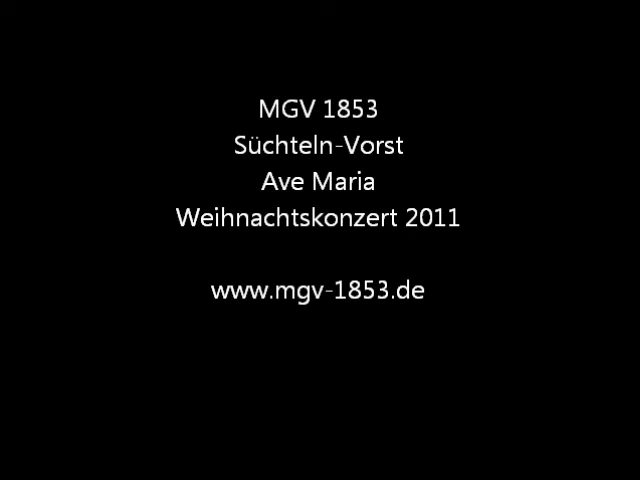 MGV 1853
Süchteln-Vorst
Ave Maria
Weihnachtskonzert 2011
www.mgv-1853.de